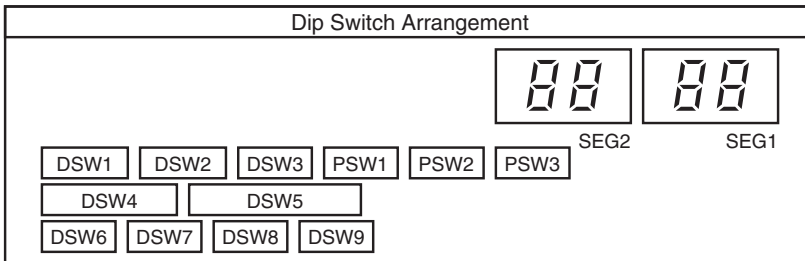 Dip Switch Arrangement
88 88
SEG2 SEG1
DSW1 DSW2 DSW3 PSW1 PSW2 PSW3
DSW4 DSW5
DSW6 DSW7 DSW8 DSW9